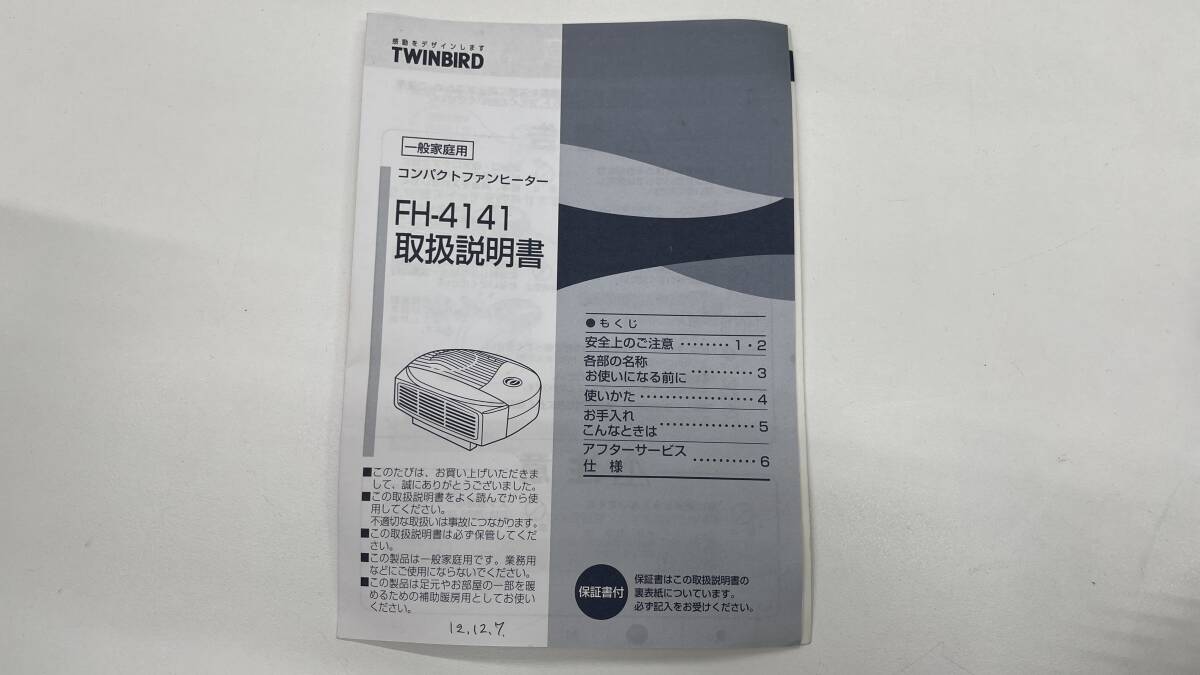 感動をデザインします
TWINBIRD
一般家庭用
コンパクトファンヒーター
FH-4141
取扱説明書
■このたびは、お買い上げいただきま
して、誠にありがとうございました。
■この取扱説明書をよく読んでから使
用してください。
不適切な取扱いは事故につながります。
■この取扱説明書は必ず保管してくだ
さい。
■この製品は一般家庭用です。業務用
などにご使用にならないでください。
■この製品は足元やお部屋の一部を暖
めるための補助暖房用としてお使い
ください。
12.12.7.
●もくじ
安全上のご注意 ········ 1・2
各部の名称
お使いになる前に ·········· 3
使いかた ·················· 4
お手入れ
こんなときは ··············· 5
アフターサービス
仕 様 ·········· 6
保証書付
保証書はこの取扱説明書の
裏表紙についています。
必ず記入をお受けください。